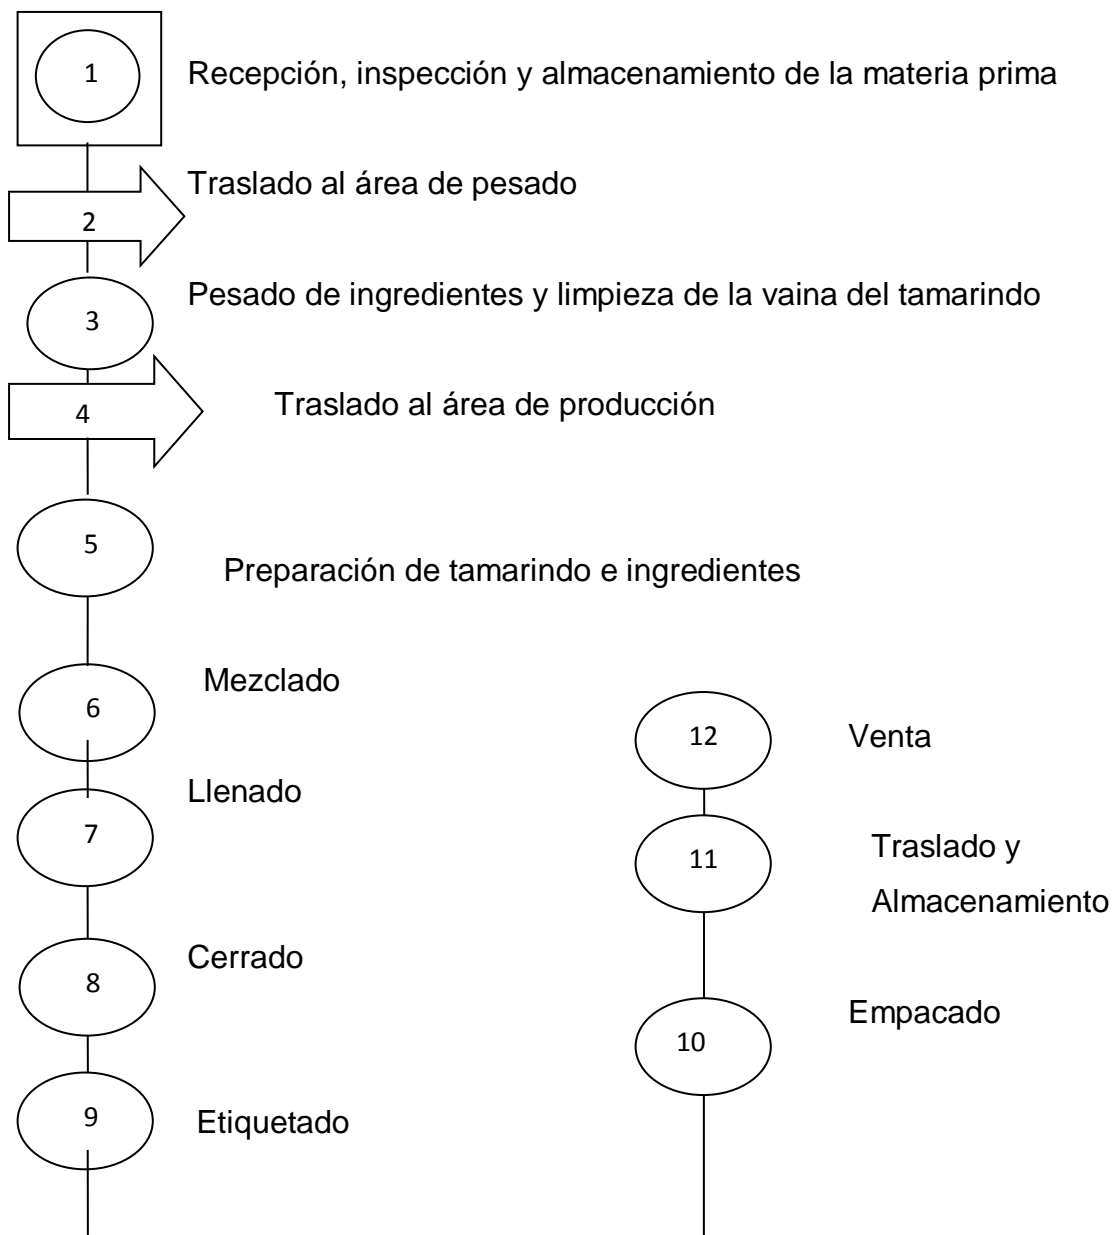 1
Recepción, inspección y almacenamiento de la materia prima
2
Traslado al área de pesado
3
Pesado de ingredientes y limpieza de la vaina del tamarindo
4
Traslado al área de producción
5
Preparación de tamarindo e ingredientes
6
Mezclado
7
Llenado
8
Cerrado
9
Etiquetado
12
Venta
11
Traslado y
Almacenamiento
10
Empacado